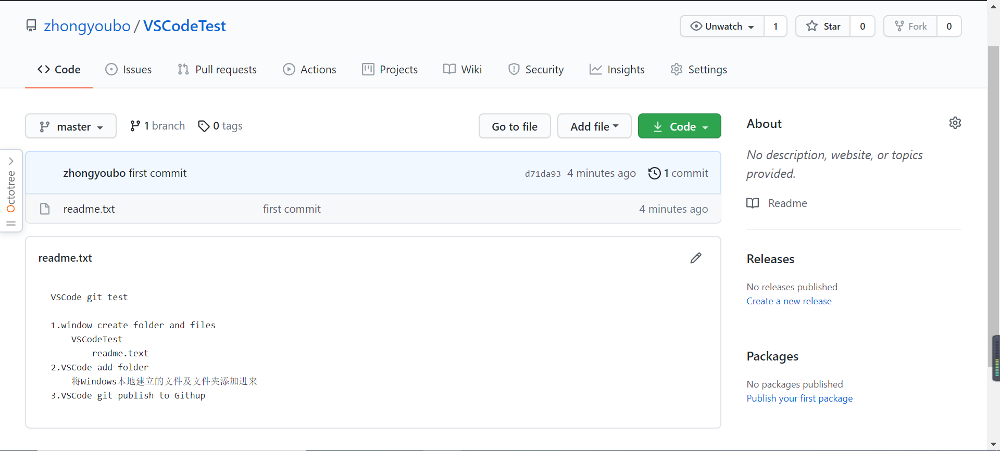 zhongyoubo / VSCodeTest
Unwatch 1 Star 0 Fork 0
Code Issues Pull requests Actions Projects Wiki Security Insights Settings
master 1 branch 0 tags Go to file Add file Code
Octotree
zhongyoubo first commit d71da93 4 minutes ago 1 commit
readme.txt first commit 4 minutes ago
readme.txt
VSCode git test
1.window create folder and files
VSCodeTest
readme.text
2.VSCode add folder
将Windows本地建立的文件及文件夹添加进来
3.VSCode git publish to Githup
About
No description, website, or topics
provided.
Readme
Releases
No releases published
Create a new release
Packages
No packages published
Publish your first package